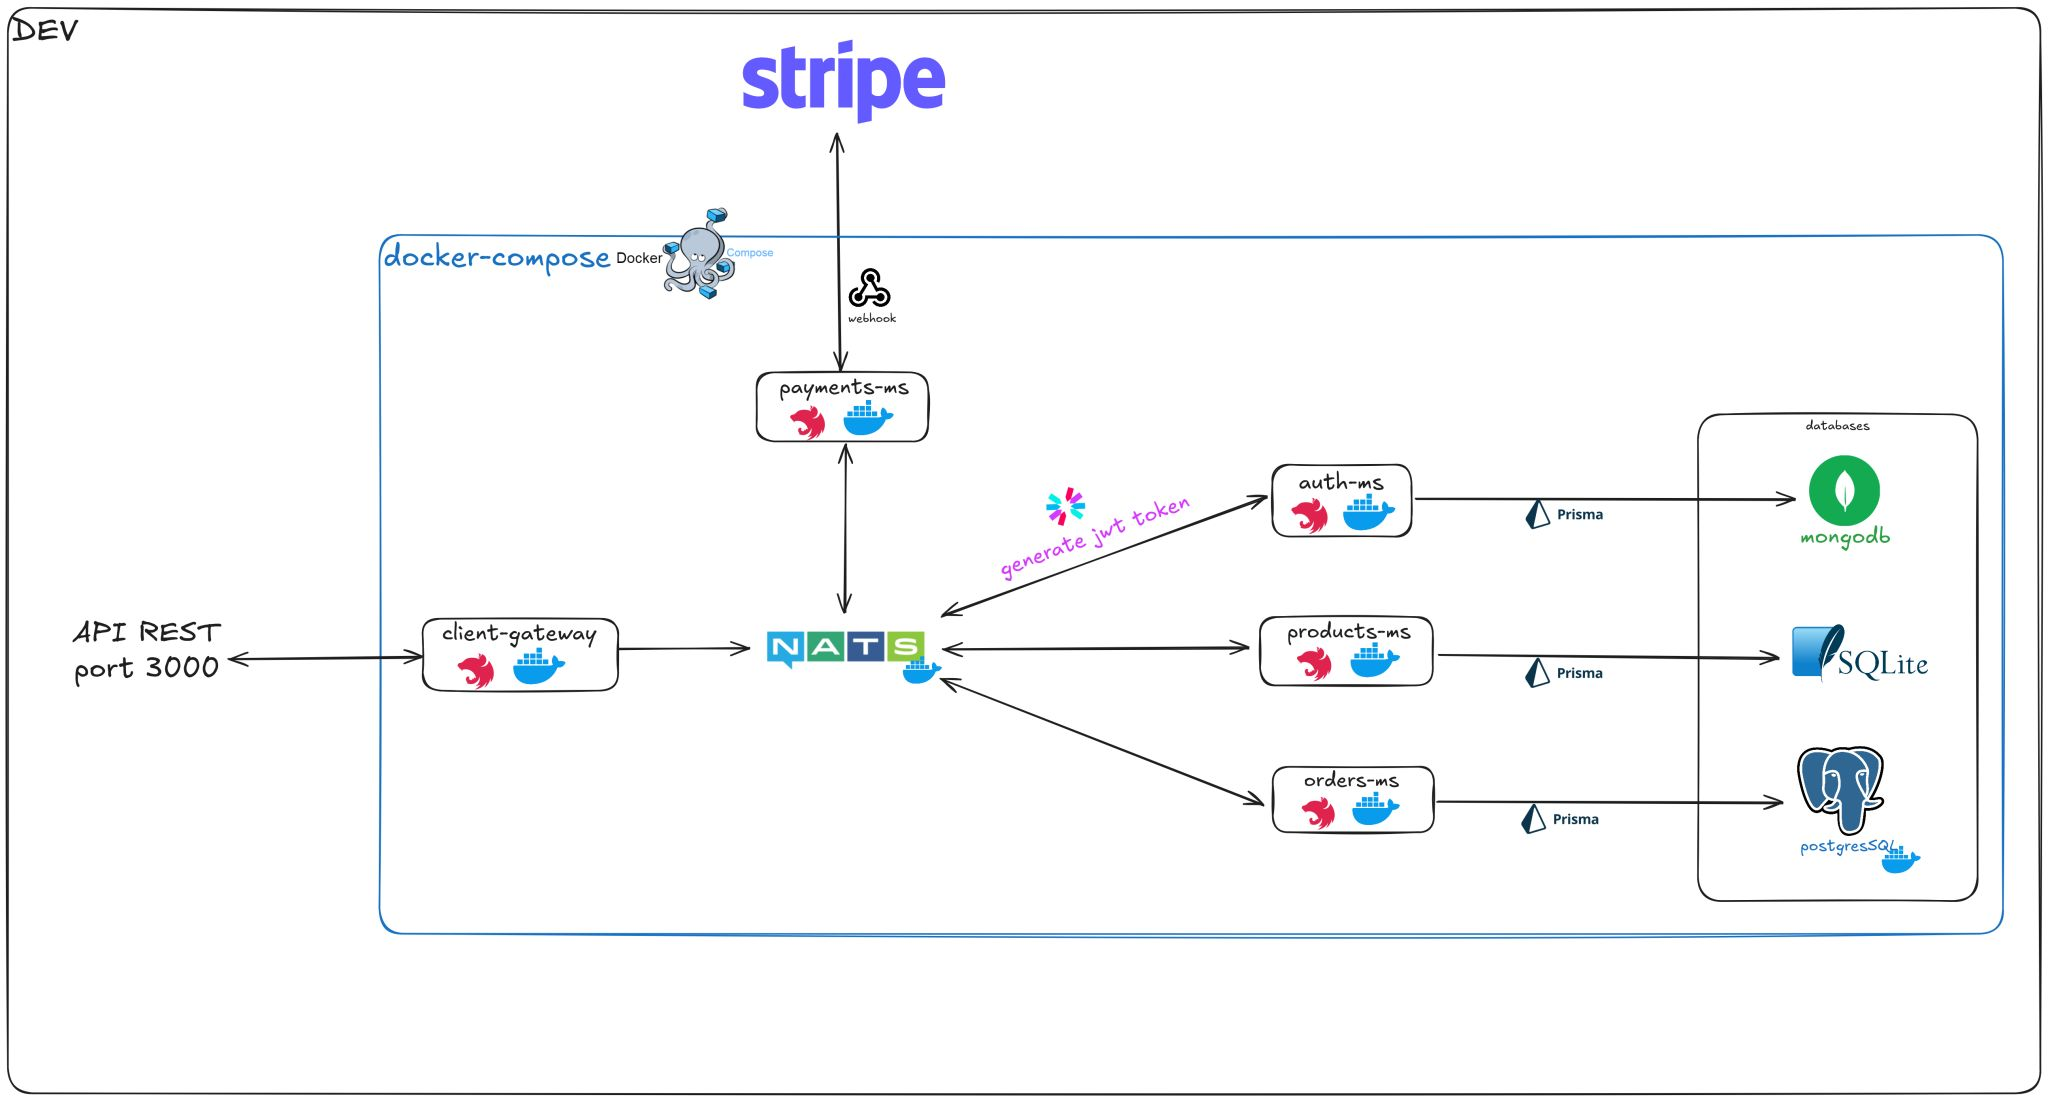 DEV
stripe
docker-compose
Docker
Compose
webhook
payments-ms
databases
auth-ms
generate jwt token
Prisma
mongodb
API REST
port 3000
client-gateway
NATS
products-ms
Prisma
SQLite
orders-ms
Prisma
postgresSQL